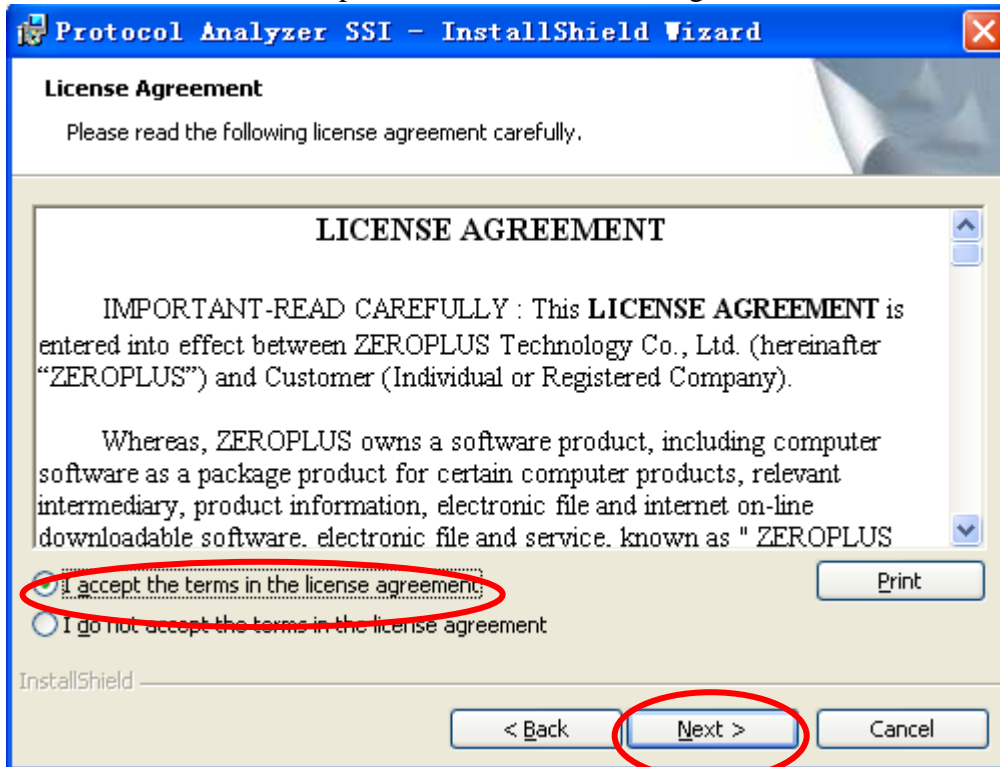 Protocol Analyzer SSI - InstallShield Wizard
License Agreement
Please read the following license agreement carefully.
LICENSE AGREEMENT
IMPORTANT-READ CAREFULLY : This LICENSE AGREEMENT is
entered into effect between ZEROPLUS Technology Co., Ltd. (hereinafter
“ZEROPLUS”) and Customer (Individual or Registered Company).
Whereas, ZEROPLUS owns a software product, including computer
software as a package product for certain computer products, relevant
intermediary, product information, electronic file and internet on-line
downloadable software, electronic file and service, known as " ZEROPLUS
I accept the terms in the license agreement
Print
I do not accept the terms in the license agreement
InstallShield
< Back
Next >
Cancel